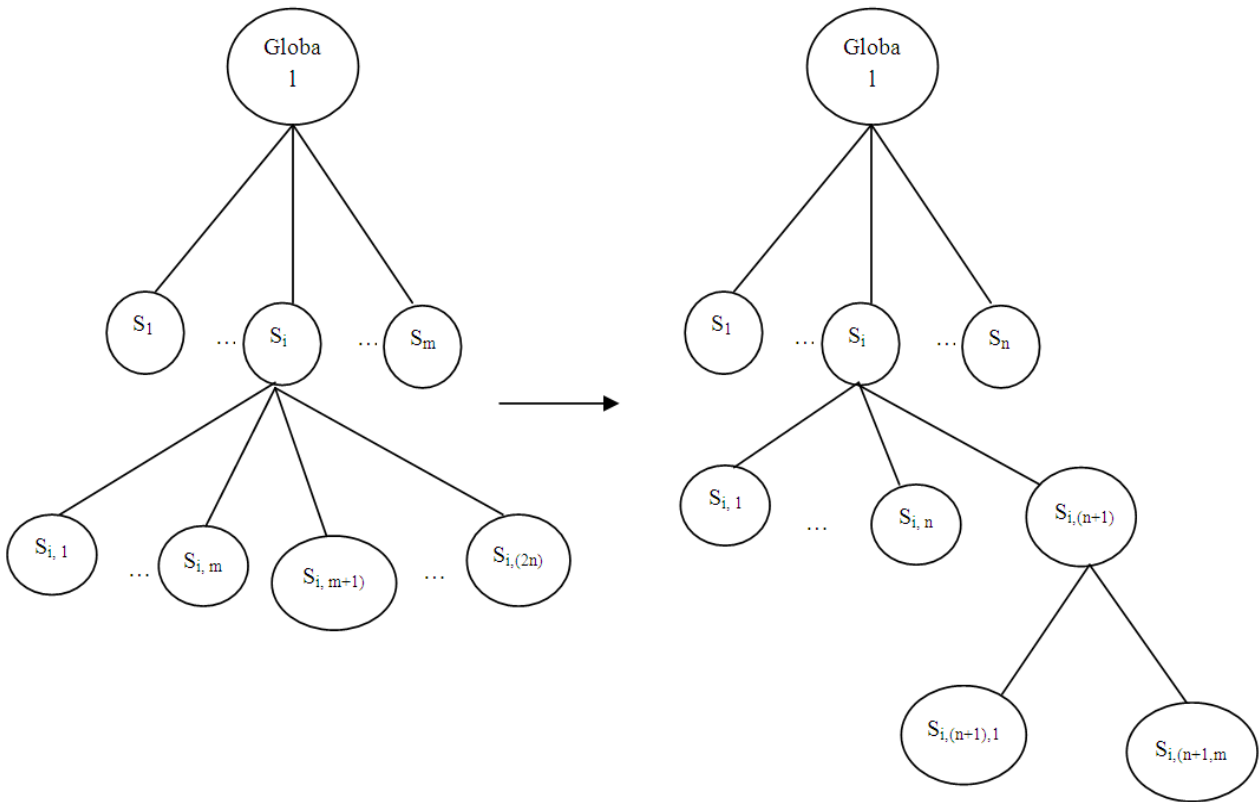 Globa
l
S1
...
Si
...
Sm
Si, 1
...
Si, m
Si, m+1)
...
Si,(2n)
Globa
l
S1
...
Si
...
Sn
Si, 1
...
Si, n
Si,(n+1)
Si,(n+1),1
Si,(n+1,m